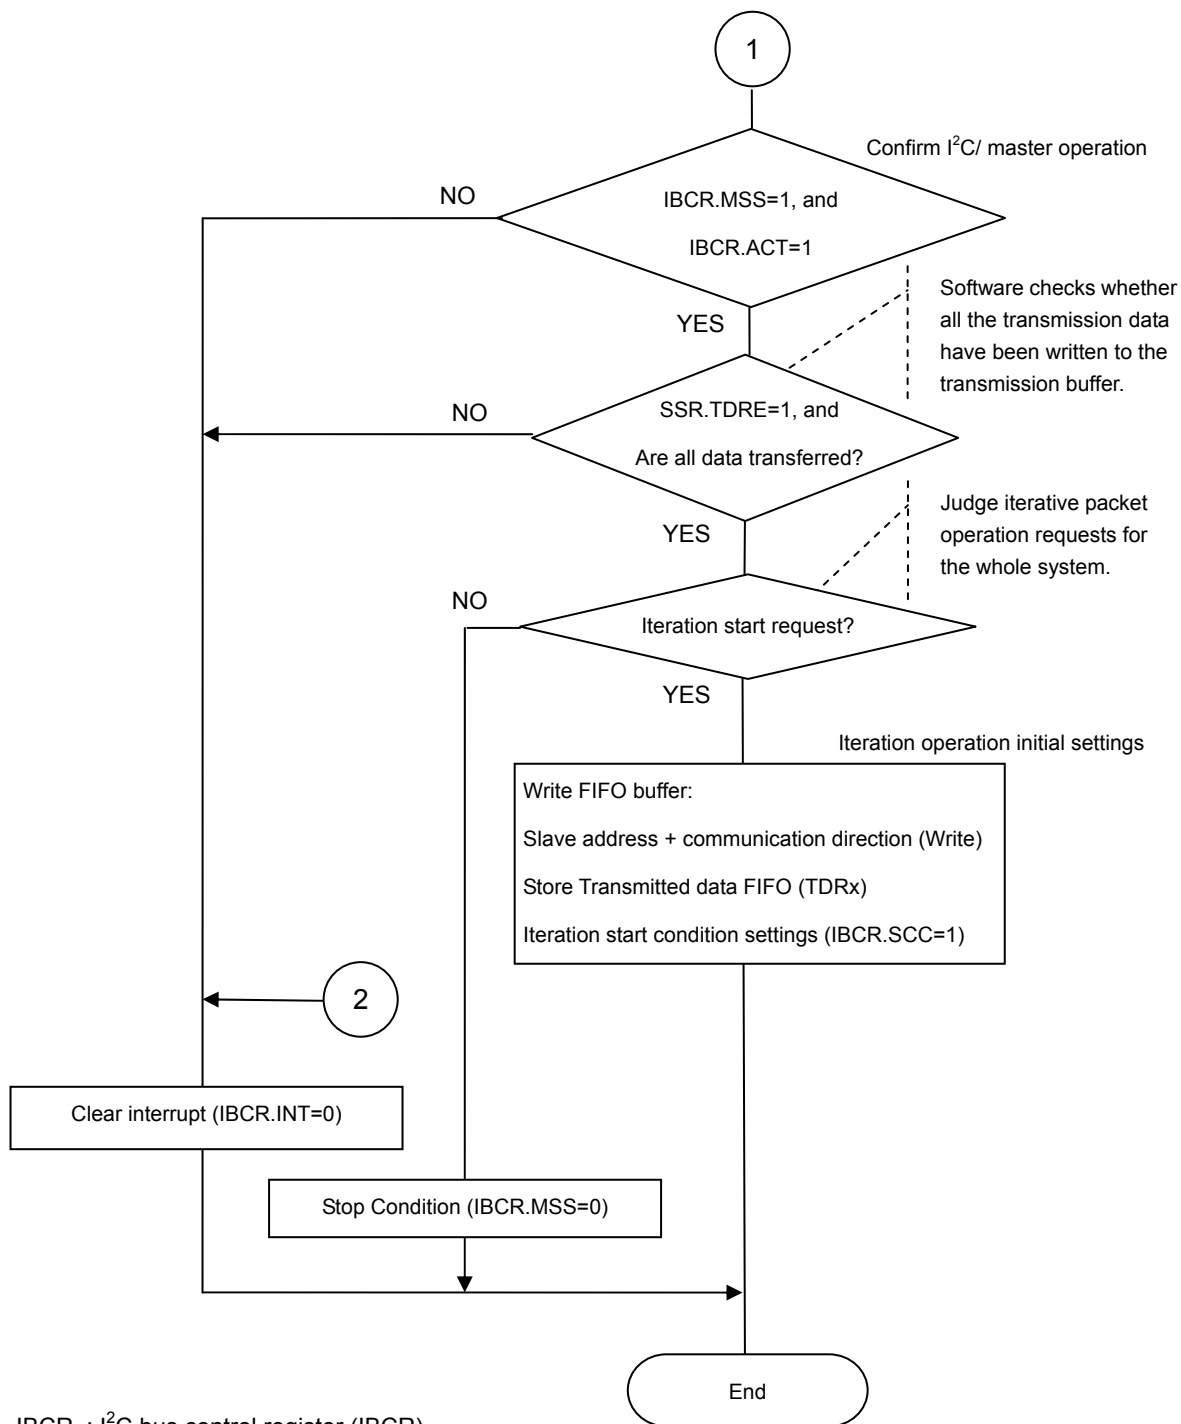 1
Confirm I²C/ master operation
NO
IBCR.MSS=1, and
IBCR.ACT=1
YES
Software checks whether
all the transmission data
have been written to the
transmission buffer.
NO
SSR.TDRE=1, and
Are all data transferred?
YES
Judge iterative packet
operation requests for
the whole system.
NO
Iteration start request?
YES
Iteration operation initial settings
Write FIFO buffer:
Slave address + communication direction (Write)
Store Transmitted data FIFO (TDRx)
Iteration start condition settings (IBCR.SCC=1)
2
Clear interrupt (IBCR.INT=0)
Stop Condition (IBCR.MSS=0)
End
IBCR : I²C bus control register (IBCR)